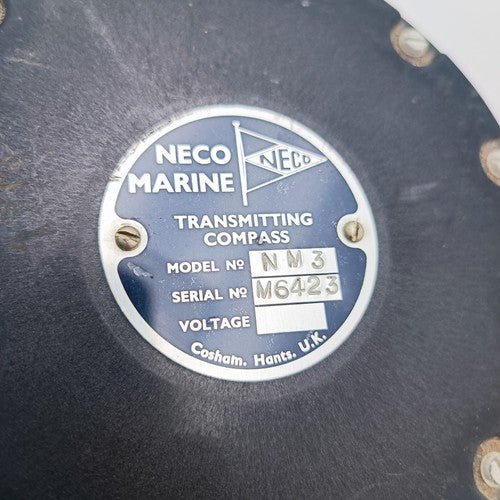 NECO
MARINE
NECO
TRANSMITTING
COMPASS
MODEL Nº NM3
SERIAL Nº M6423
VOLTAGE
Cosham. Hants. U.K.